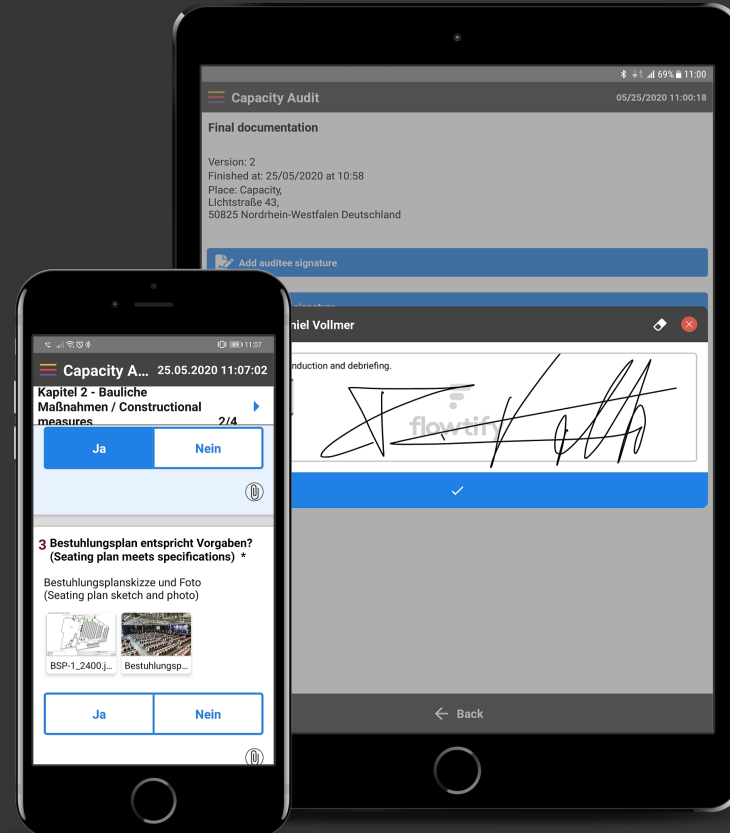 69% 11:00
Capacity Audit
05/25/2020 11:00:18
Final documentation
Version: 2
Finished at: 25/05/2020 at 10:58
Place: Capacity,
LIchtstraße 43,
50825 Nordrhein-Westfalen Deutschland
Add auditee signature
niel Vollmer
nduction and debriefing.
flowtify
Back
11:07
Capacity A... 25.05.2020 11:07:02
Kapitel 2 - Bauliche
Maßnahmen / Constructional
measures 2/4
Ja Nein
3 Bestuhlungsplan entspricht Vorgaben?
(Seating plan meets specifications) *
Bestuhlungsplanskizze und Foto
(Seating plan sketch and photo)
BSP-1_2400.j... Bestuhlungsp...
Ja Nein